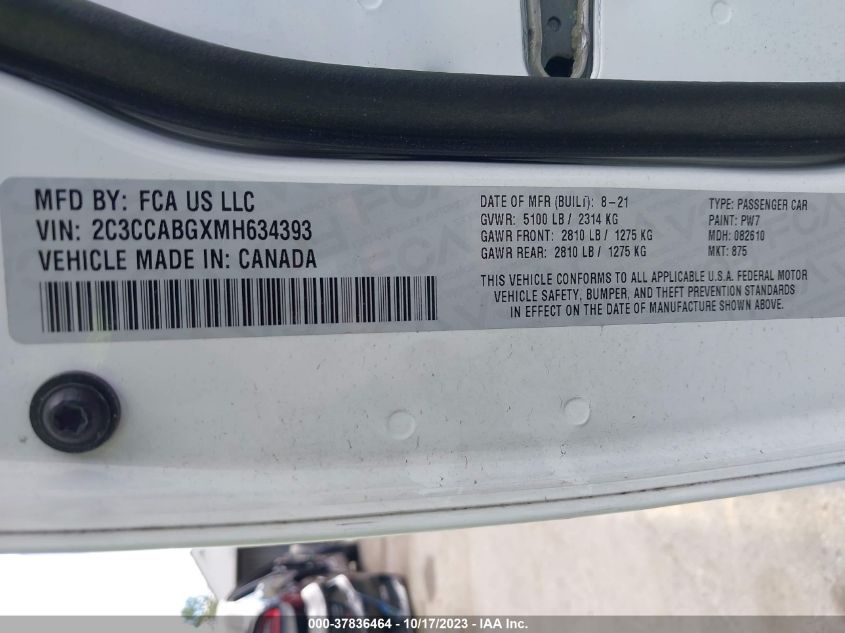 MFD BY: FCA US LLC
VIN: 2C3CCABGXMH634393
VEHICLE MADE IN: CANADA
DATE OF MFR (BUILT): 8-21
GVWR: 5100 LB / 2314 KG
GAWR FRONT: 2810 LB / 1275 KG
GAWR REAR: 2810 LB / 1275 KG
TYPE: PASSENGER CAR
PAINT: PW7
MDH: 082610
MKT: 875
THIS VEHICLE CONFORMS TO ALL APPLICABLE U.S.A. FEDERAL MOTOR
VEHICLE SAFETY, BUMPER, AND THEFT PREVENTION STANDARDS
IN EFFECT ON THE DATE OF MANUFACTURE SHOWN ABOVE.
000-37836464 - 10/17/2023 - IAA Inc.